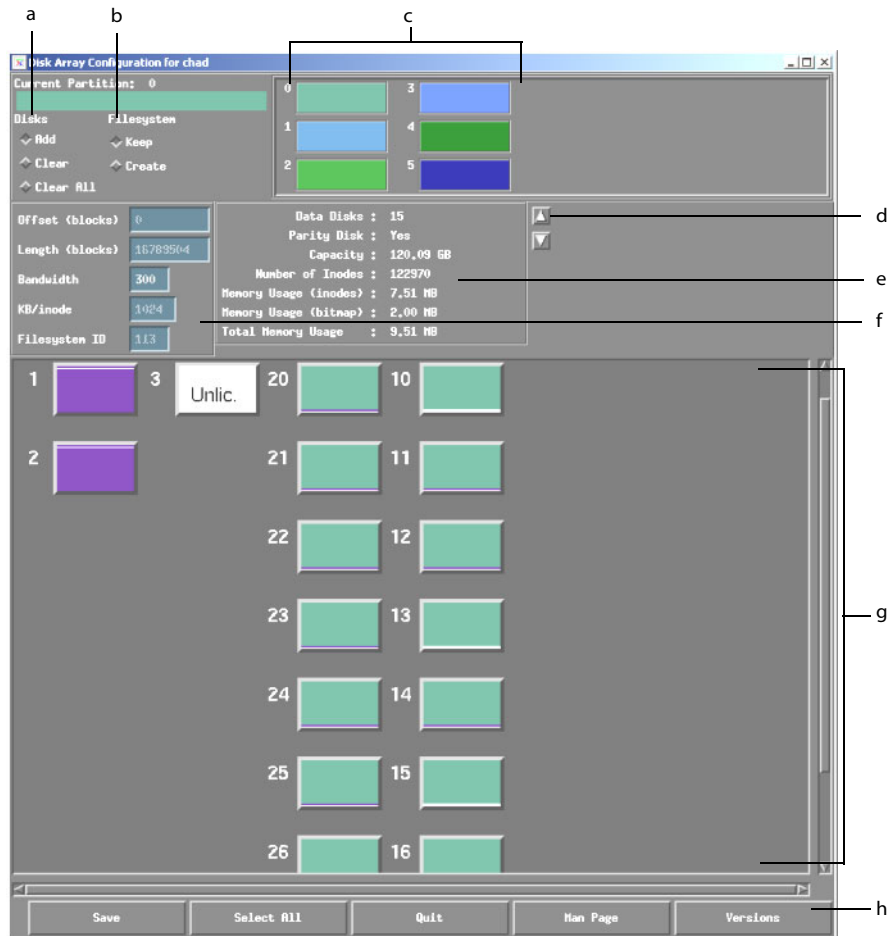 a b c
Disk Array Configuration for chad
Current Partition: 0
Disks Filesystem
Add Keep
Clear Create
Clear All
0 3
1 4
2 5
d
Offset (blocks) 0
Length (blocks) 16789504
Bandwidth 300
KB/inode 1024
Filesystem ID 113
Data Disks : 15
Parity Disk : Yes
Capacity : 120.09 GB
Number of Inodes : 122970
Memory Usage (inodes) : 7.51 MB
Memory Usage (bitmap) : 2.00 MB
Total Memory Usage : 9.51 MB
e
f
1 3 Unlic. 20 10
2 21 11
22 12
23 13
g
24 14
25 15
26 16
Save Select All Quit Man Page Versions
h